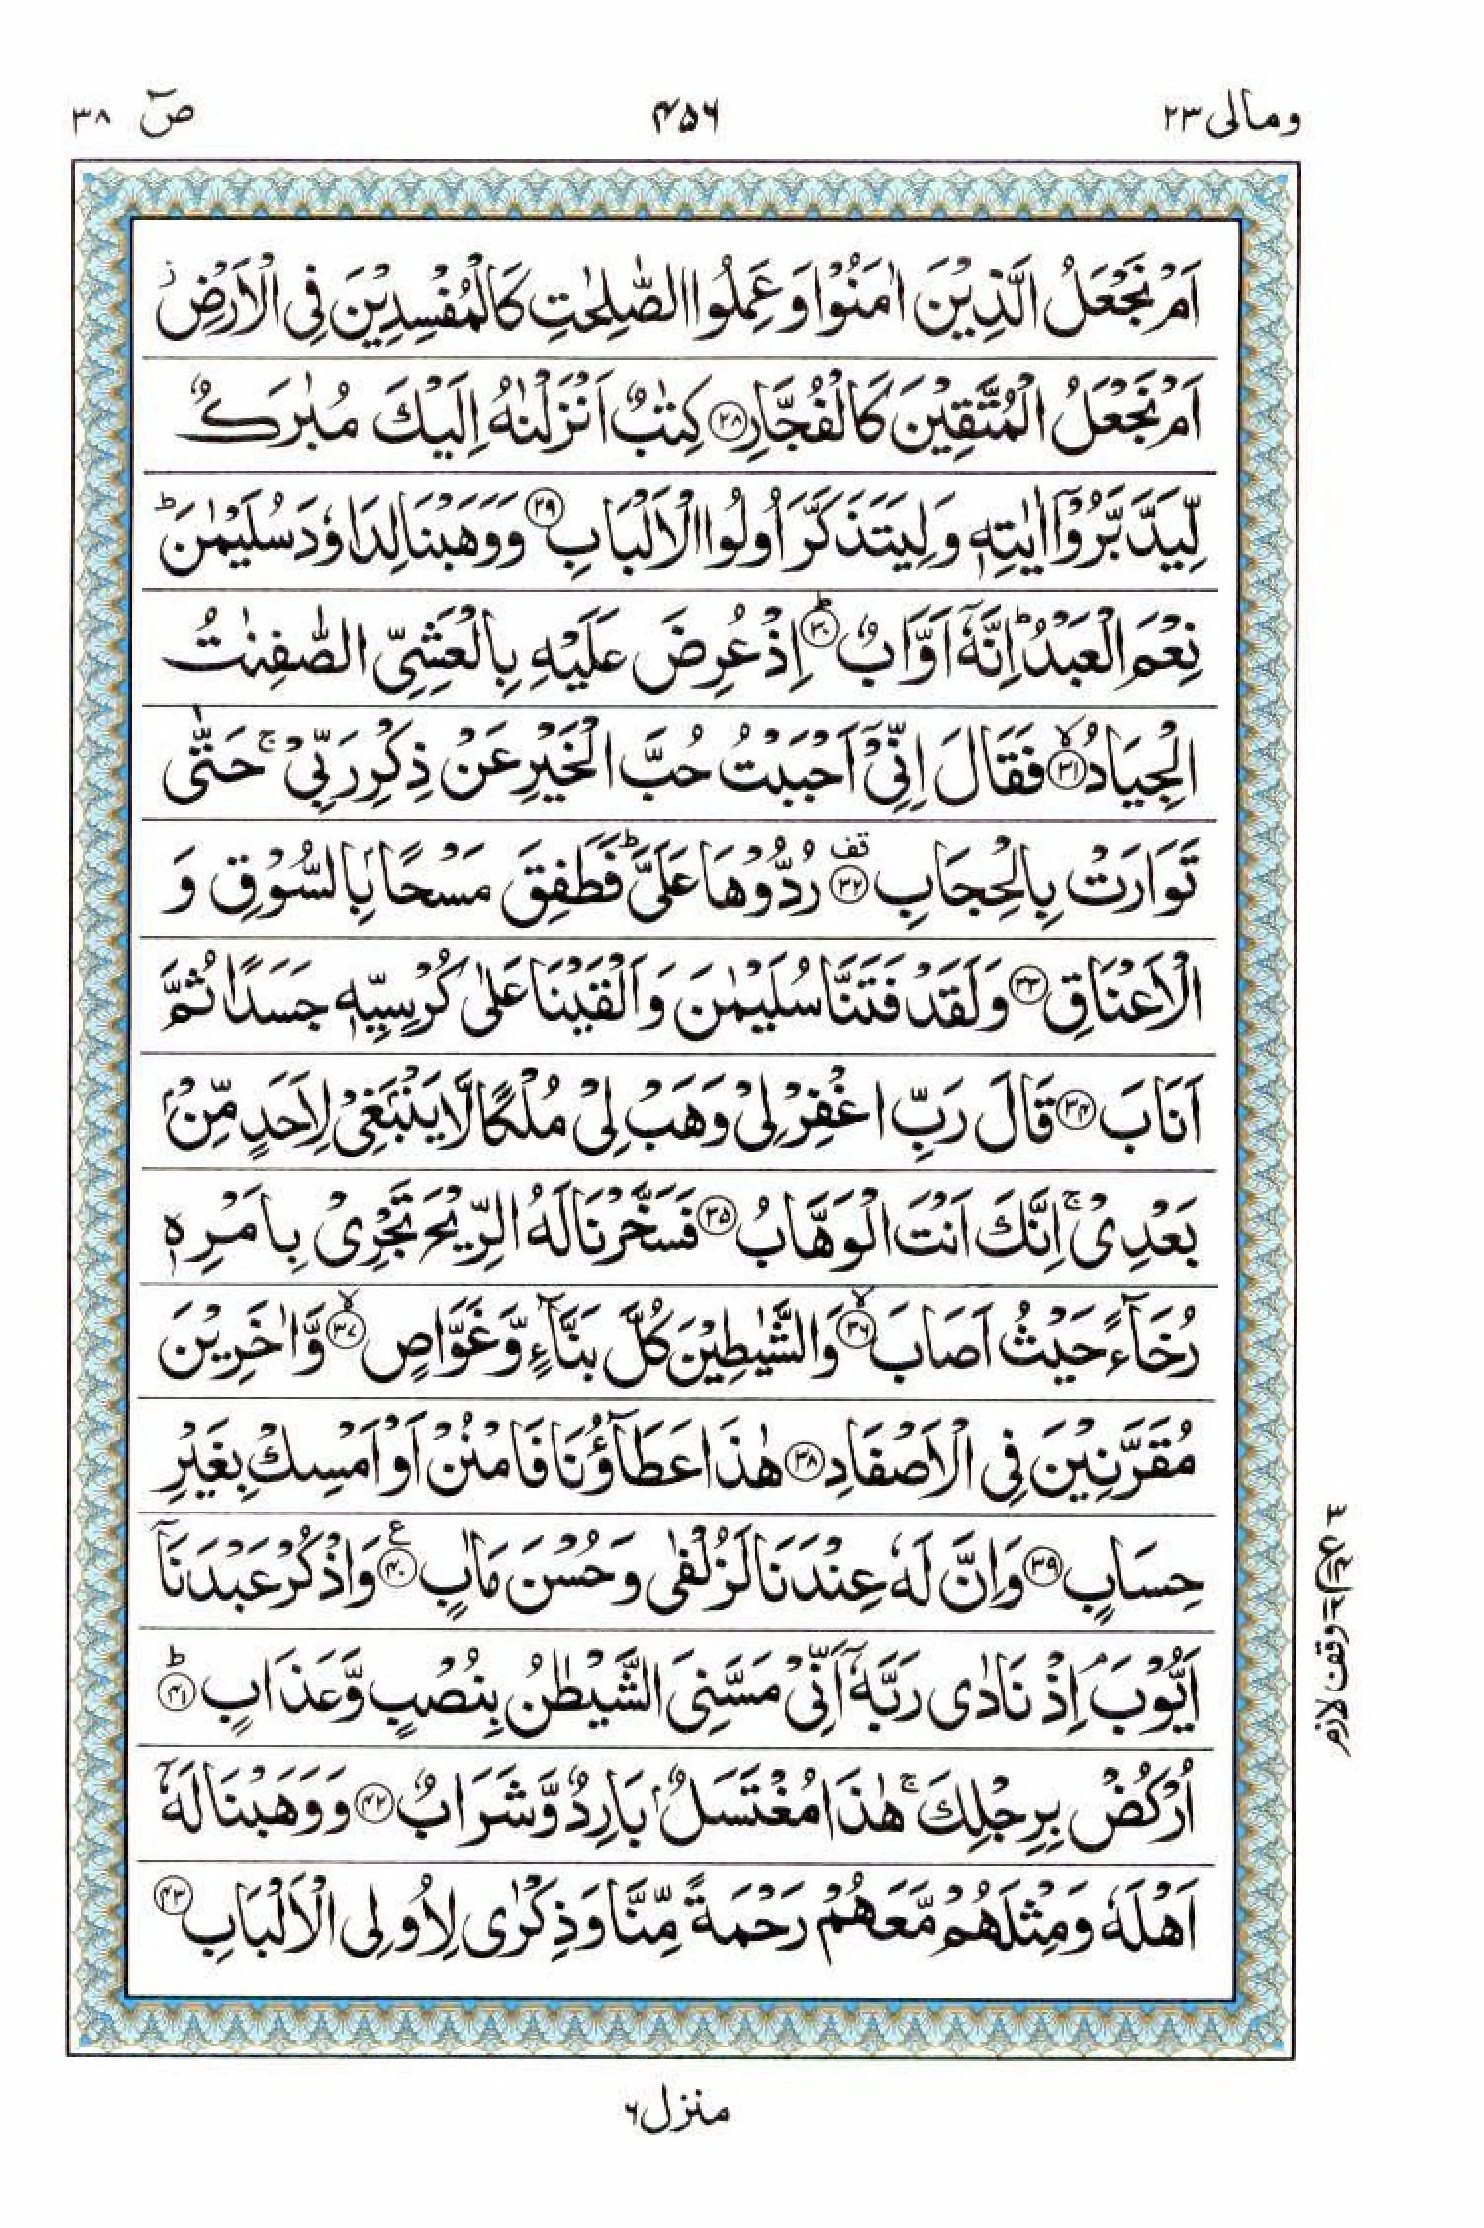 ومالی ۲۳ ۴۵۶ صٓ ۳۸
اَمْ نَجْعَلُ الَّذِیْنَ اٰمَنُوْا وَ عَمِلُوا الصّٰلِحٰتِ كَالْمُفْسِدِیْنَ فِی الْاَرْضِ ؗ
اَمْ نَجْعَلُ الْمُتَّقِیْنَ كَالْفُجَّارِ ﴿۲۸﴾ كِتٰبٌ اَنْزَلْنٰهُ اِلَیْكَ مُبٰرَكٌ
لِّیَدَّبَّرُوْۤا اٰیٰتِهٖ وَ لِیَتَذَكَّرَ اُولُوا الْاَلْبَابِ ﴿۲۹﴾ وَ وَهَبْنَا لِدَاوٗدَ سُلَیْمٰنَ ؕ
نِعْمَ الْعَبْدُ ؕ اِنَّهٗۤ اَوَّابٌ ﴿۳۰﴾ؕ اِذْ عُرِضَ عَلَیْهِ بِالْعَشِیِّ الصّٰفِنٰتُ
الْجِیَادُ ﴿۳۱﴾ۙ فَقَالَ اِنِّیْۤ اَحْبَبْتُ حُبَّ الْخَیْرِ عَنْ ذِكْرِ رَبِّیْ ۚ حَتّٰی
تَوَارَتْ بِالْحِجَابِ ﴿۳۲﴾ قف رُدُّوْهَا عَلَیَّ ؕ فَطَفِقَ مَسْحًۢا بِالسُّوْقِ وَ
الْاَعْنَاقِ ﴿۳۳﴾ وَ لَقَدْ فَتَنَّا سُلَیْمٰنَ وَ اَلْقَیْنَا عَلٰی كُرْسِیِّهٖ جَسَدًا ثُمَّ
اَنَابَ ﴿۳۴﴾ قَالَ رَبِّ اغْفِرْ لِیْ وَ هَبْ لِیْ مُلْكًا لَّا یَنْۢبَغِیْ لِاَحَدٍ مِّنْۢ
بَعْدِیْ ۚ اِنَّكَ اَنْتَ الْوَهَّابُ ﴿۳۵﴾ فَسَخَّرْنَا لَهُ الرِّیْحَ تَجْرِیْ بِاَمْرِهٖ
رُخَآءً حَیْثُ اَصَابَ ﴿۳۶﴾ۙ وَ الشَّیٰطِیْنَ كُلَّ بَنَّآءٍ وَّ غَوَّاصٍ ﴿۳۷﴾ۙ وَّ اٰخَرِیْنَ
مُقَرَّنِیْنَ فِی الْاَصْفَادِ ﴿۳۸﴾ هٰذَا عَطَآؤُنَا فَامْنُنْ اَوْ اَمْسِكْ بِغَیْرِ
حِسَابٍ ﴿۳۹﴾ وَ اِنَّ لَهٗ عِنْدَنَا لَزُلْفٰی وَ حُسْنَ مَاٰبٍ ﴿۴۰﴾ ع وَ اذْكُرْ عَبْدَنَاۤ
اَیُّوْبَ ۘ اِذْ نَادٰی رَبَّهٗۤ اَنِّیْ مَسَّنِیَ الشَّیْطٰنُ بِنُصْبٍ وَّ عَذَابٍ ﴿۴۱﴾ؕ
اُرْكُضْ بِرِجْلِكَ ۚ هٰذَا مُغْتَسَلٌۢ بَارِدٌ وَّ شَرَابٌ ﴿۴۲﴾ وَ وَهَبْنَا لَهٗۤ
اَهْلَهٗ وَ مِثْلَهُمْ مَّعَهُمْ رَحْمَةً مِّنَّا وَ ذِكْرٰی لِاُولِی الْاَلْبَابِ ﴿۴۳﴾
وقف لازم
منزل ۶